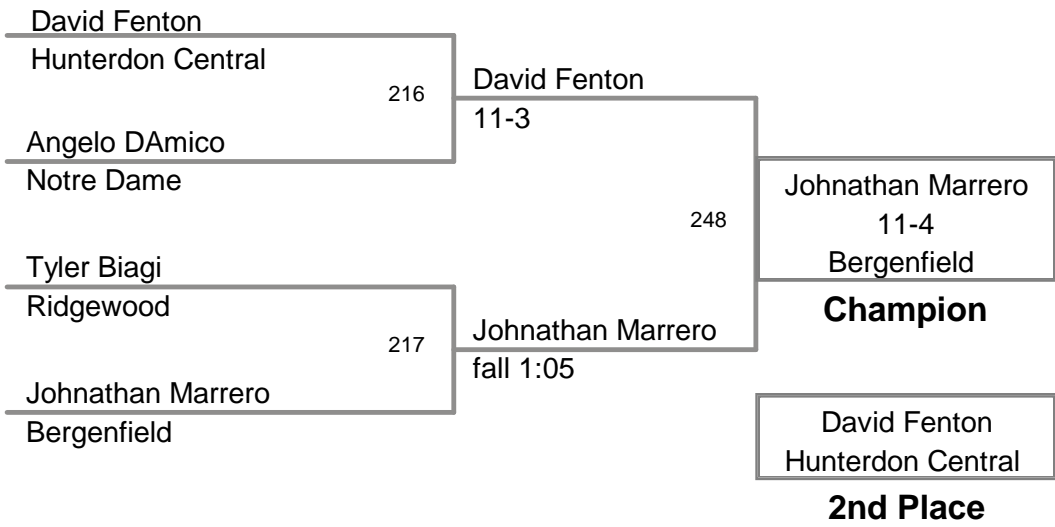 David Fenton
Hunterdon Central
216
Angelo DAmico
Notre Dame
David Fenton
11-3
Tyler Biagi
Ridgewood
217
Johnathan Marrero
Bergenfield
Johnathan Marrero
fall 1:05
248
Johnathan Marrero
11-4
Bergenfield
Champion
David Fenton
Hunterdon Central
2nd Place